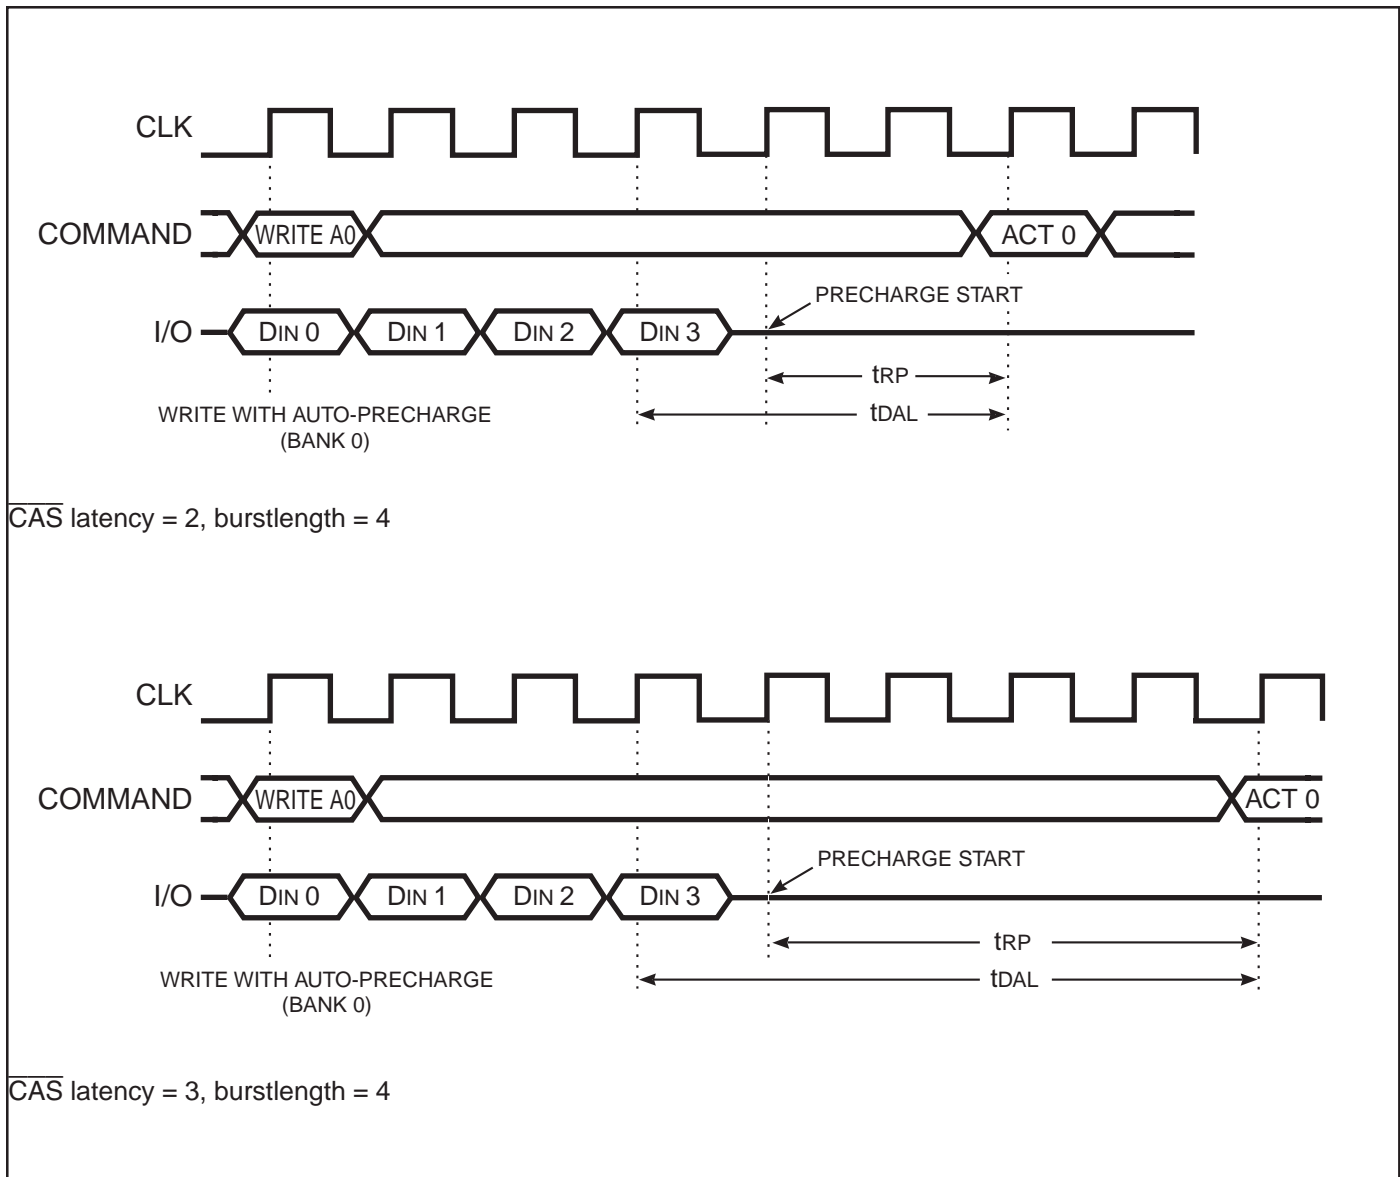 CLK
COMMAND WRITE A0 ACT 0
PRECHARGE START
I/O DIN 0 DIN 1 DIN 2 DIN 3
tRP
tDAL
WRITE WITH AUTO-PRECHARGE
(BANK 0)
CAS latency = 2, burstlength = 4
CLK
COMMAND WRITE A0 ACT 0
PRECHARGE START
I/O DIN 0 DIN 1 DIN 2 DIN 3
tRP
tDAL
WRITE WITH AUTO-PRECHARGE
(BANK 0)
CAS latency = 3, burstlength = 4